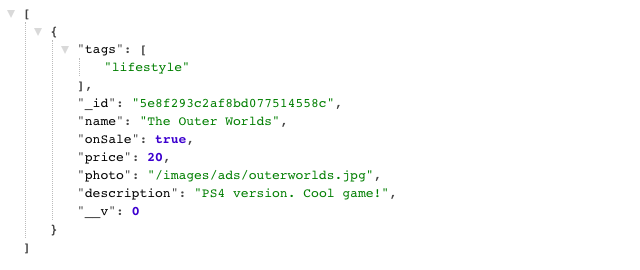 [
{
"tags": [
"lifestyle"
],
"_id": "5e8f293c2af8bd077514558c",
"name": "The Outer Worlds",
"onSale": true,
"price": 20,
"photo": "/images/ads/outerworlds.jpg",
"description": "PS4 version. Cool game!",
"__v": 0
}
]